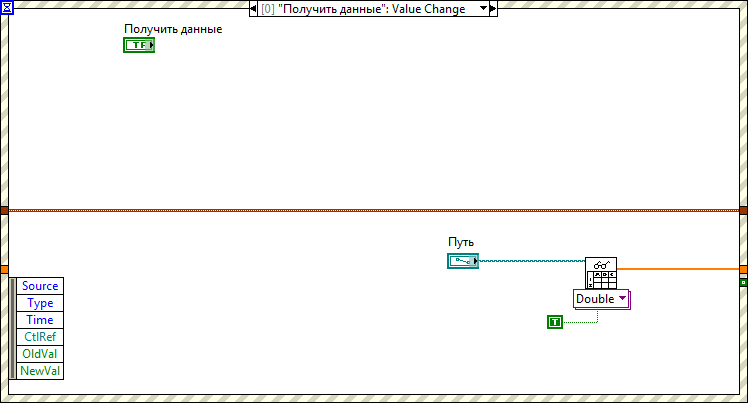 [0] "Получить данные": Value Change
Получить данные
TF
Путь
Source
Type
Time
CtlRef
OldVal
NewVal
Double
T